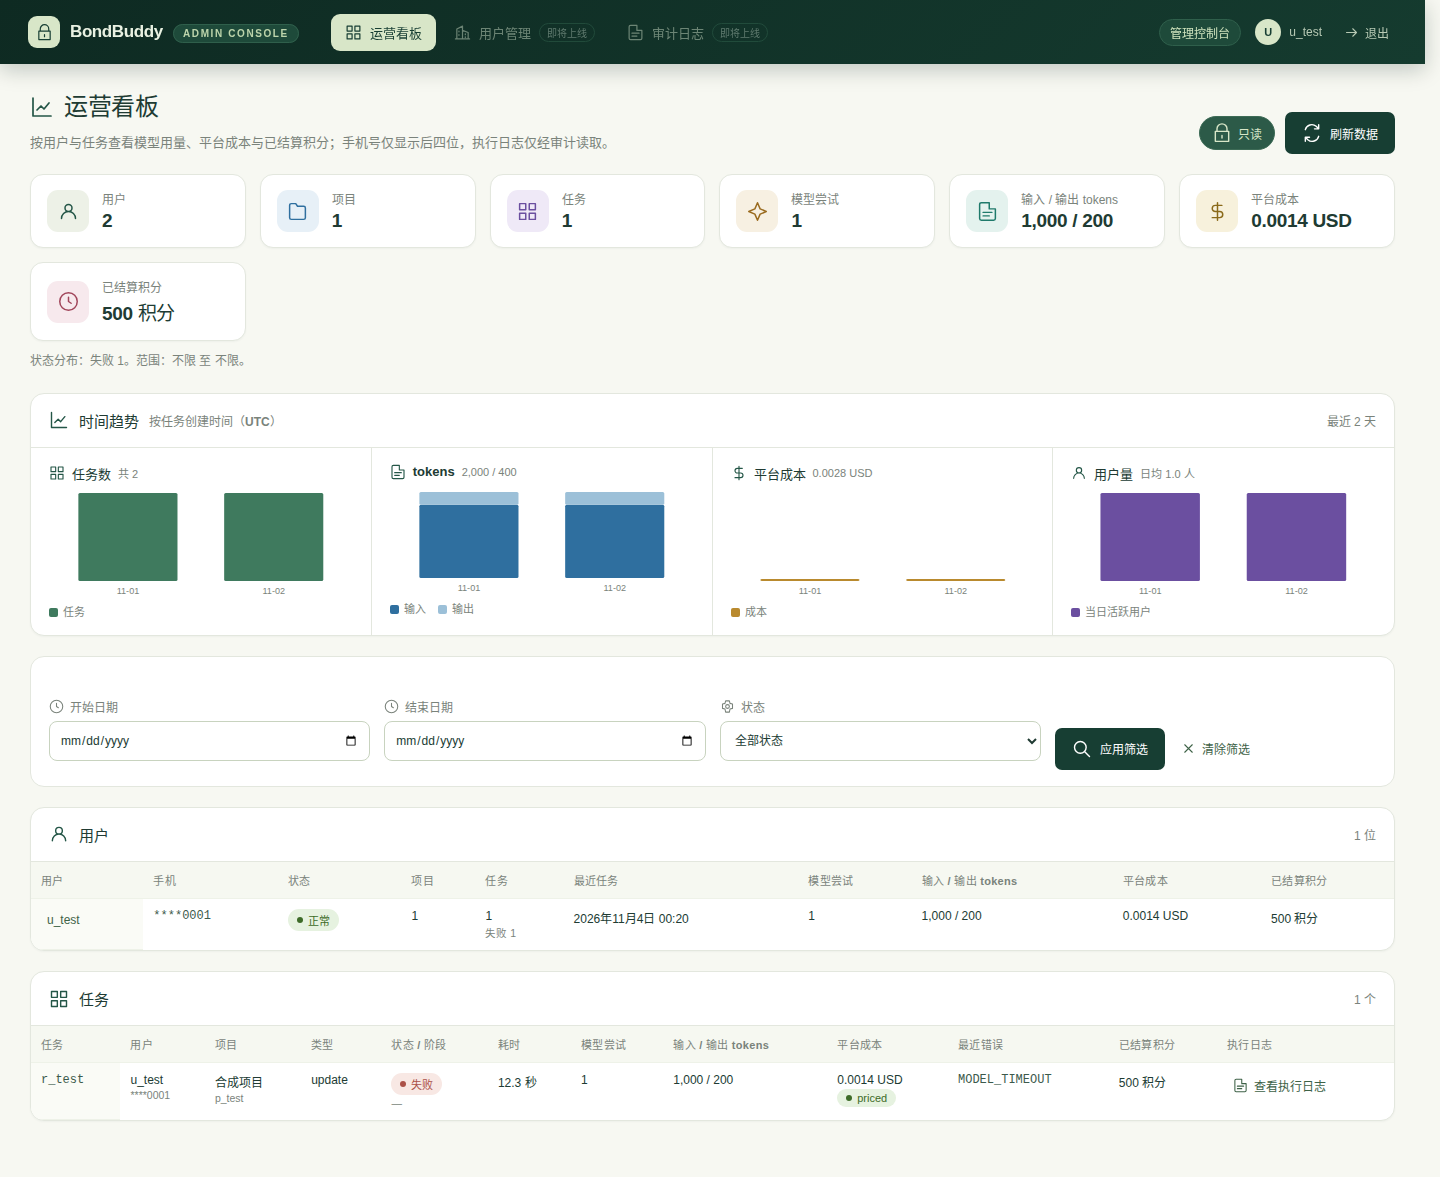 BondBuddy ADMIN CONSOLE 运营看板 用户管理 即将上线 审计日志 即将上线 管理控制台 U u_test 退出
运营看板
按用户与任务查看模型用量、平台成本与已结算积分；手机号仅显示后四位，执行日志仅经审计读取。
只读 刷新数据
用户
2
项目
1
任务
1
模型尝试
1
输入 / 输出 tokens
1,000 / 200
平台成本
0.0014 USD
已结算积分
500 积分
状态分布：失败 1。范围：不限 至 不限。
时间趋势 按任务创建时间（UTC） 最近 2 天
任务数 共 2
11-01 11-02
任务
tokens 2,000 / 400
11-01 11-02
输入 输出
平台成本 0.0028 USD
11-01 11-02
成本
用户量 日均 1.0 人
11-01 11-02
当日活跃用户
开始日期
mm/dd/yyyy
结束日期
mm/dd/yyyy
状态
全部状态
应用筛选 清除筛选
用户 1 位
用户 手机 状态 项目 任务 最近任务 模型尝试 输入 / 输出 tokens 平台成本 已结算积分
u_test ****0001 正常 1 1 2026年11月4日 00:20 1 1,000 / 200 0.0014 USD 500 积分
失败 1
任务 1 个
任务 用户 项目 类型 状态 / 阶段 耗时 模型尝试 输入 / 输出 tokens 平台成本 最近错误 已结算积分 执行日志
r_test u_test 合成项目 update 失败 12.3 秒 1 1,000 / 200 0.0014 USD MODEL_TIMEOUT 500 积分 查看执行日志
****0001 p_test — priced